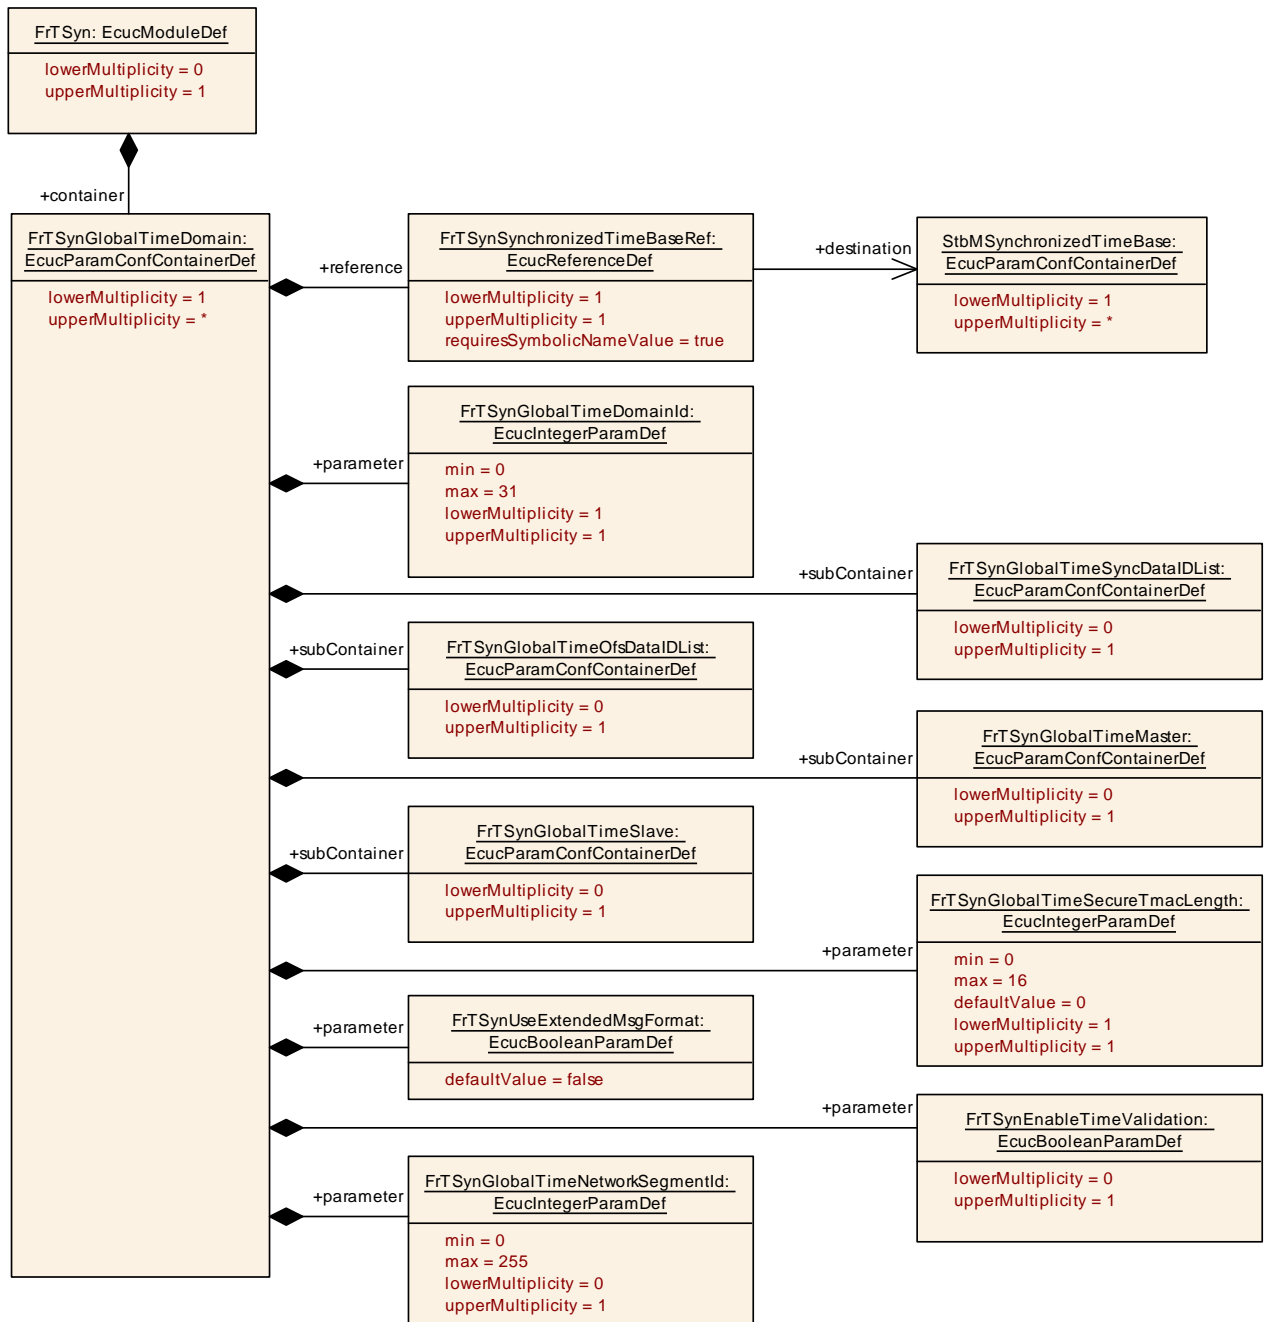 FrTSyn: EcucModuleDef
lowerMultiplicity = 0
upperMultiplicity = 1
+container
FrTSynGlobalTimeDomain:
EcucParamConfContainerDef
lowerMultiplicity = 1
upperMultiplicity = *
+reference
FrTSynSynchronizedTimeBaseRef:
EcucReferenceDef
lowerMultiplicity = 1
upperMultiplicity = 1
requiresSymbolicNameValue = true
+destination
StbMSynchronizedTimeBase:
EcucParamConfContainerDef
lowerMultiplicity = 1
upperMultiplicity = *
+parameter
FrTSynGlobalTimeDomainId:
EcucIntegerParamDef
min = 0
max = 31
lowerMultiplicity = 1
upperMultiplicity = 1
+subContainer
FrTSynGlobalTimeSyncDataIDList:
EcucParamConfContainerDef
lowerMultiplicity = 0
upperMultiplicity = 1
+subContainer
FrTSynGlobalTimeOfsDataIDList:
EcucParamConfContainerDef
lowerMultiplicity = 0
upperMultiplicity = 1
+subContainer
FrTSynGlobalTimeMaster:
EcucParamConfContainerDef
lowerMultiplicity = 0
upperMultiplicity = 1
+subContainer
FrTSynGlobalTimeSlave:
EcucParamConfContainerDef
lowerMultiplicity = 0
upperMultiplicity = 1
+parameter
FrTSynGlobalTimeSecureTmacLength:
EcucIntegerParamDef
min = 0
max = 16
defaultValue = 0
lowerMultiplicity = 1
upperMultiplicity = 1
+parameter
FrTSynUseExtendedMsgFormat:
EcucBooleanParamDef
defaultValue = false
+parameter
FrTSynEnableTimeValidation:
EcucBooleanParamDef
lowerMultiplicity = 0
upperMultiplicity = 1
+parameter
FrTSynGlobalTimeNetworkSegmentId:
EcucIntegerParamDef
min = 0
max = 255
lowerMultiplicity = 0
upperMultiplicity = 1